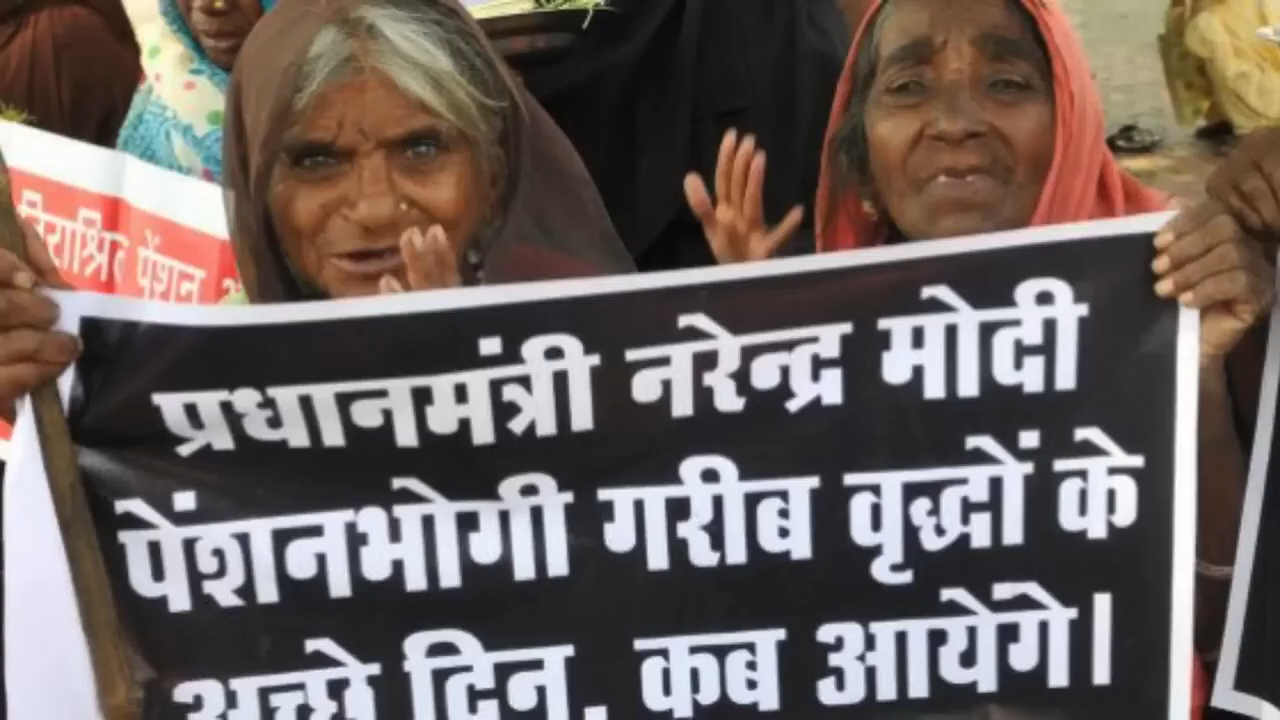 निराश्रित पेंशन
प्रधानमंत्री नरेन्द्र मोदी
पेंशनभोगी गरीब वृद्धों के
अच्छे दिन, कब आयेगे।